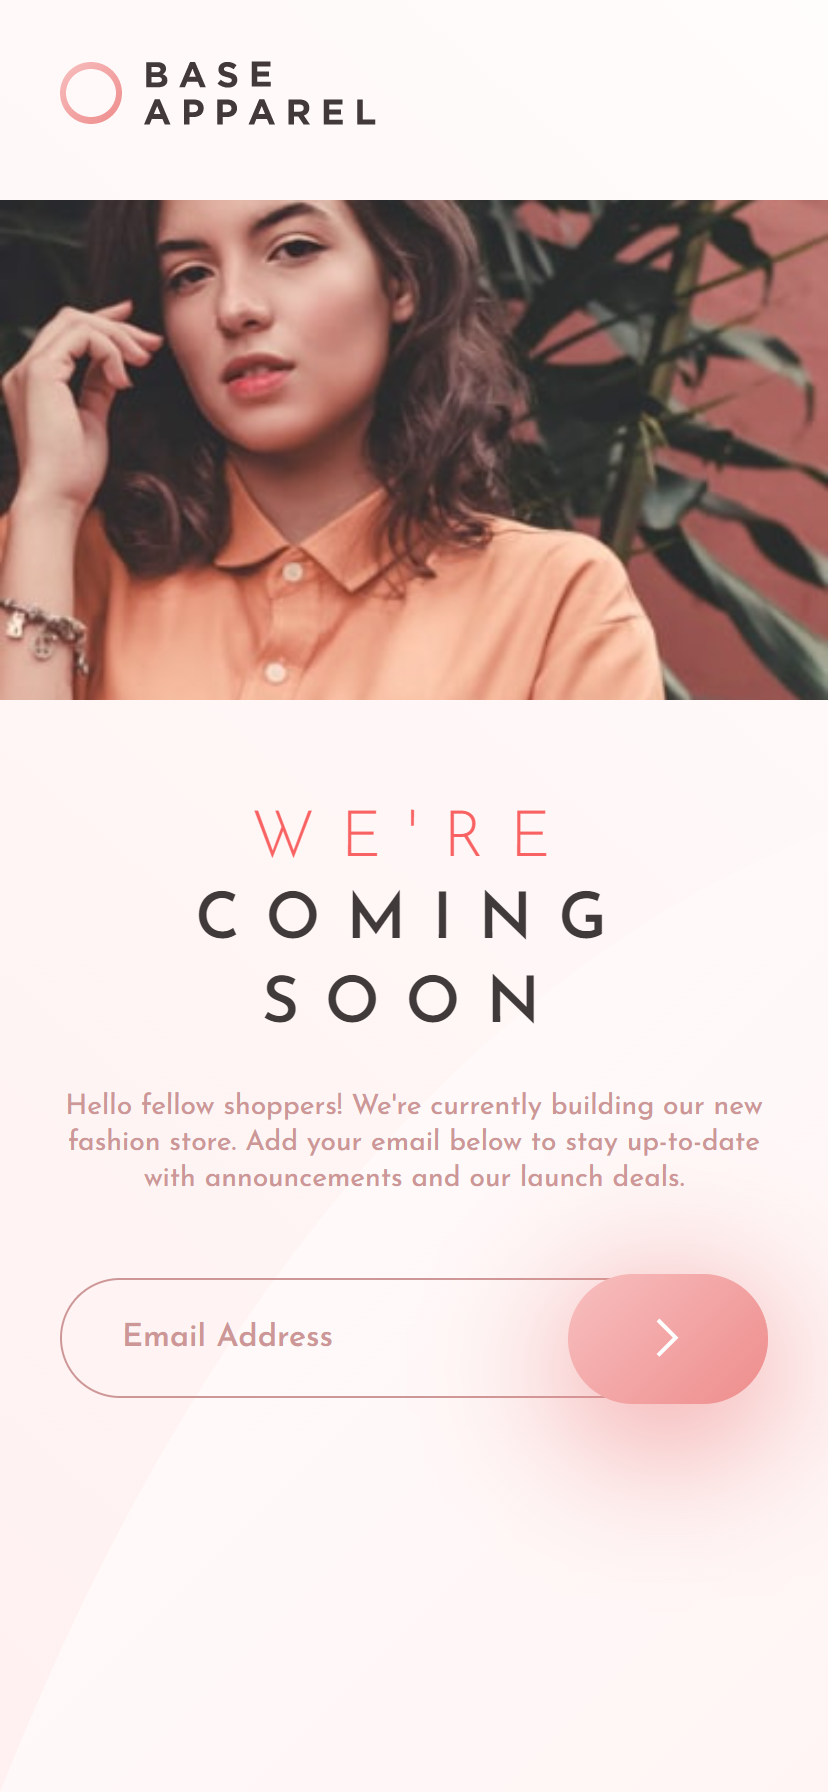 BASE
APPAREL
WE'RE
COMING
SOON
Hello fellow shoppers! We're currently building our new
fashion store. Add your email below to stay up-to-date
with announcements and our launch deals.
Email Address